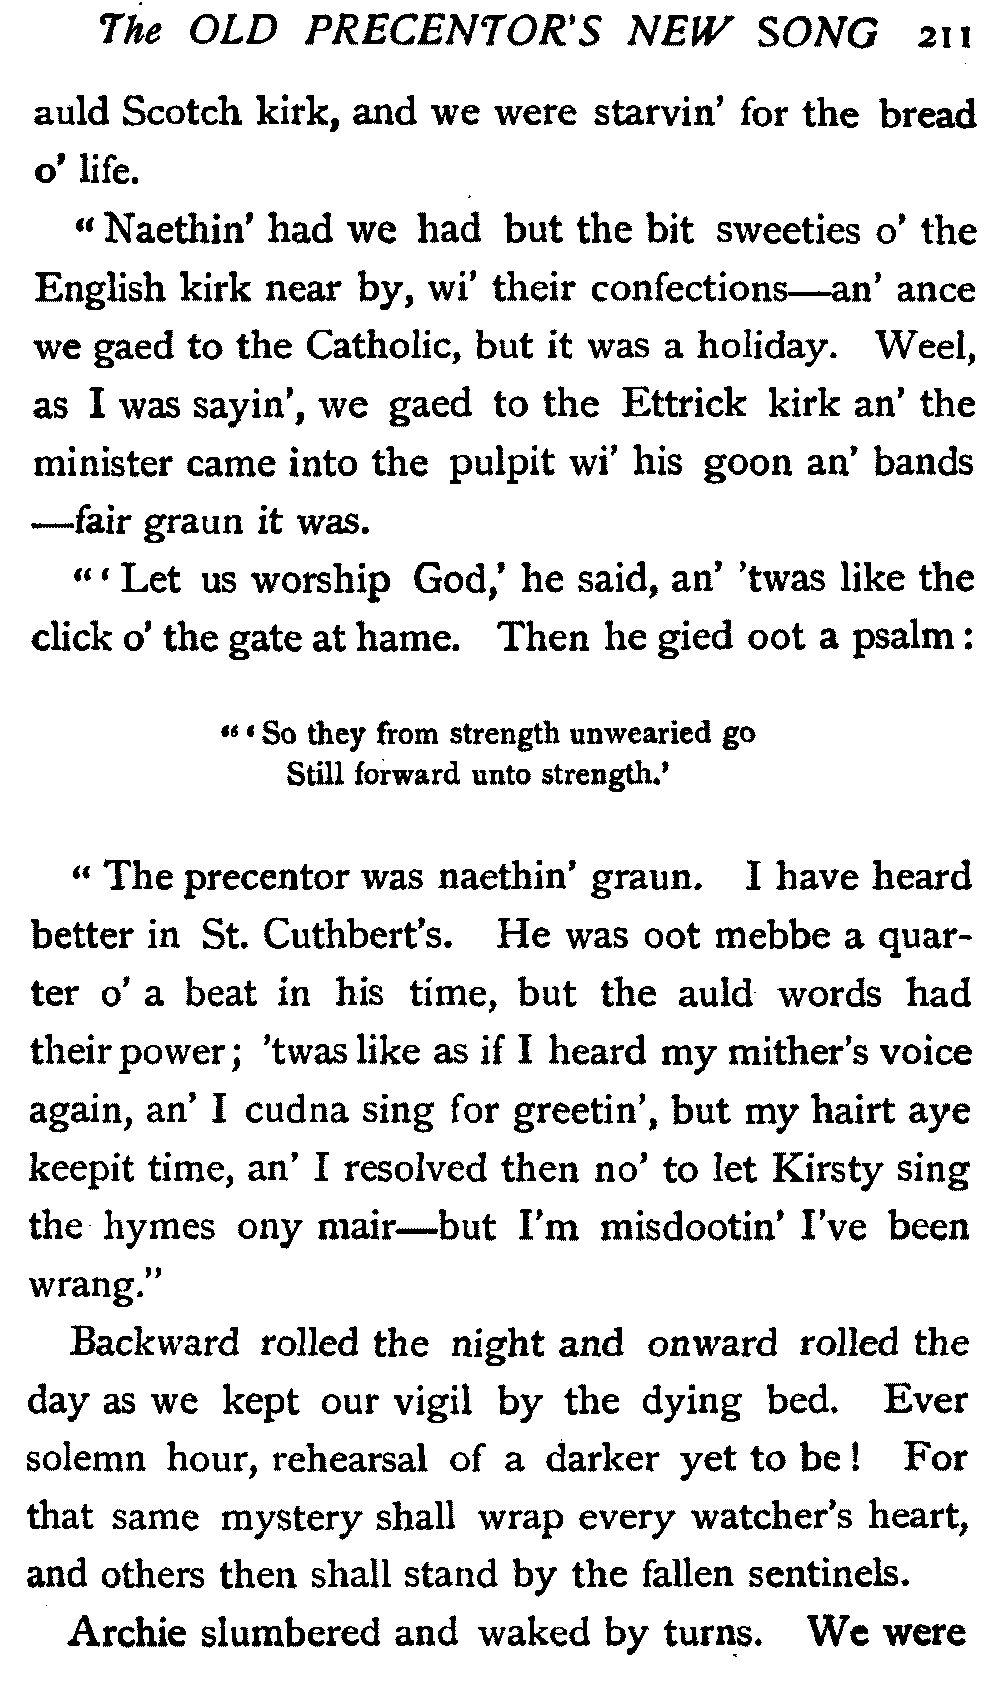 The OLD PRECENTOR'S NEW SONG 211
auld Scotch kirk, and we were starvin' for the bread
o' life.
"Naethin' had we had but the bit sweeties o' the
English kirk near by, wi' their confections—an' ance
we gaed to the Catholic, but it was a holiday. Weel,
as I was sayin', we gaed to the Ettrick kirk an' the
minister came into the pulpit wi' his goon an' bands
—fair graun it was.
"'Let us worship God,' he said, an' 'twas like the
click o' the gate at hame. Then he gied oot a psalm:
"'So they from strength unwearied go
Still forward unto strength.'
"The precentor was naethin' graun. I have heard
better in St. Cuthbert's. He was oot mebbe a quar-
ter o' a beat in his time, but the auld words had
their power; 'twas like as if I heard my mither's voice
again, an' I cudna sing for greetin', but my hairt aye
keepit time, an' I resolved then no' to let Kirsty sing
the hymes ony mair—but I'm misdootin' I've been
wrang."
Backward rolled the night and onward rolled the
day as we kept our vigil by the dying bed. Ever
solemn hour, rehearsal of a darker yet to be! For
that same mystery shall wrap every watcher's heart,
and others then shall stand by the fallen sentinels.
Archie slumbered and waked by turns. We were